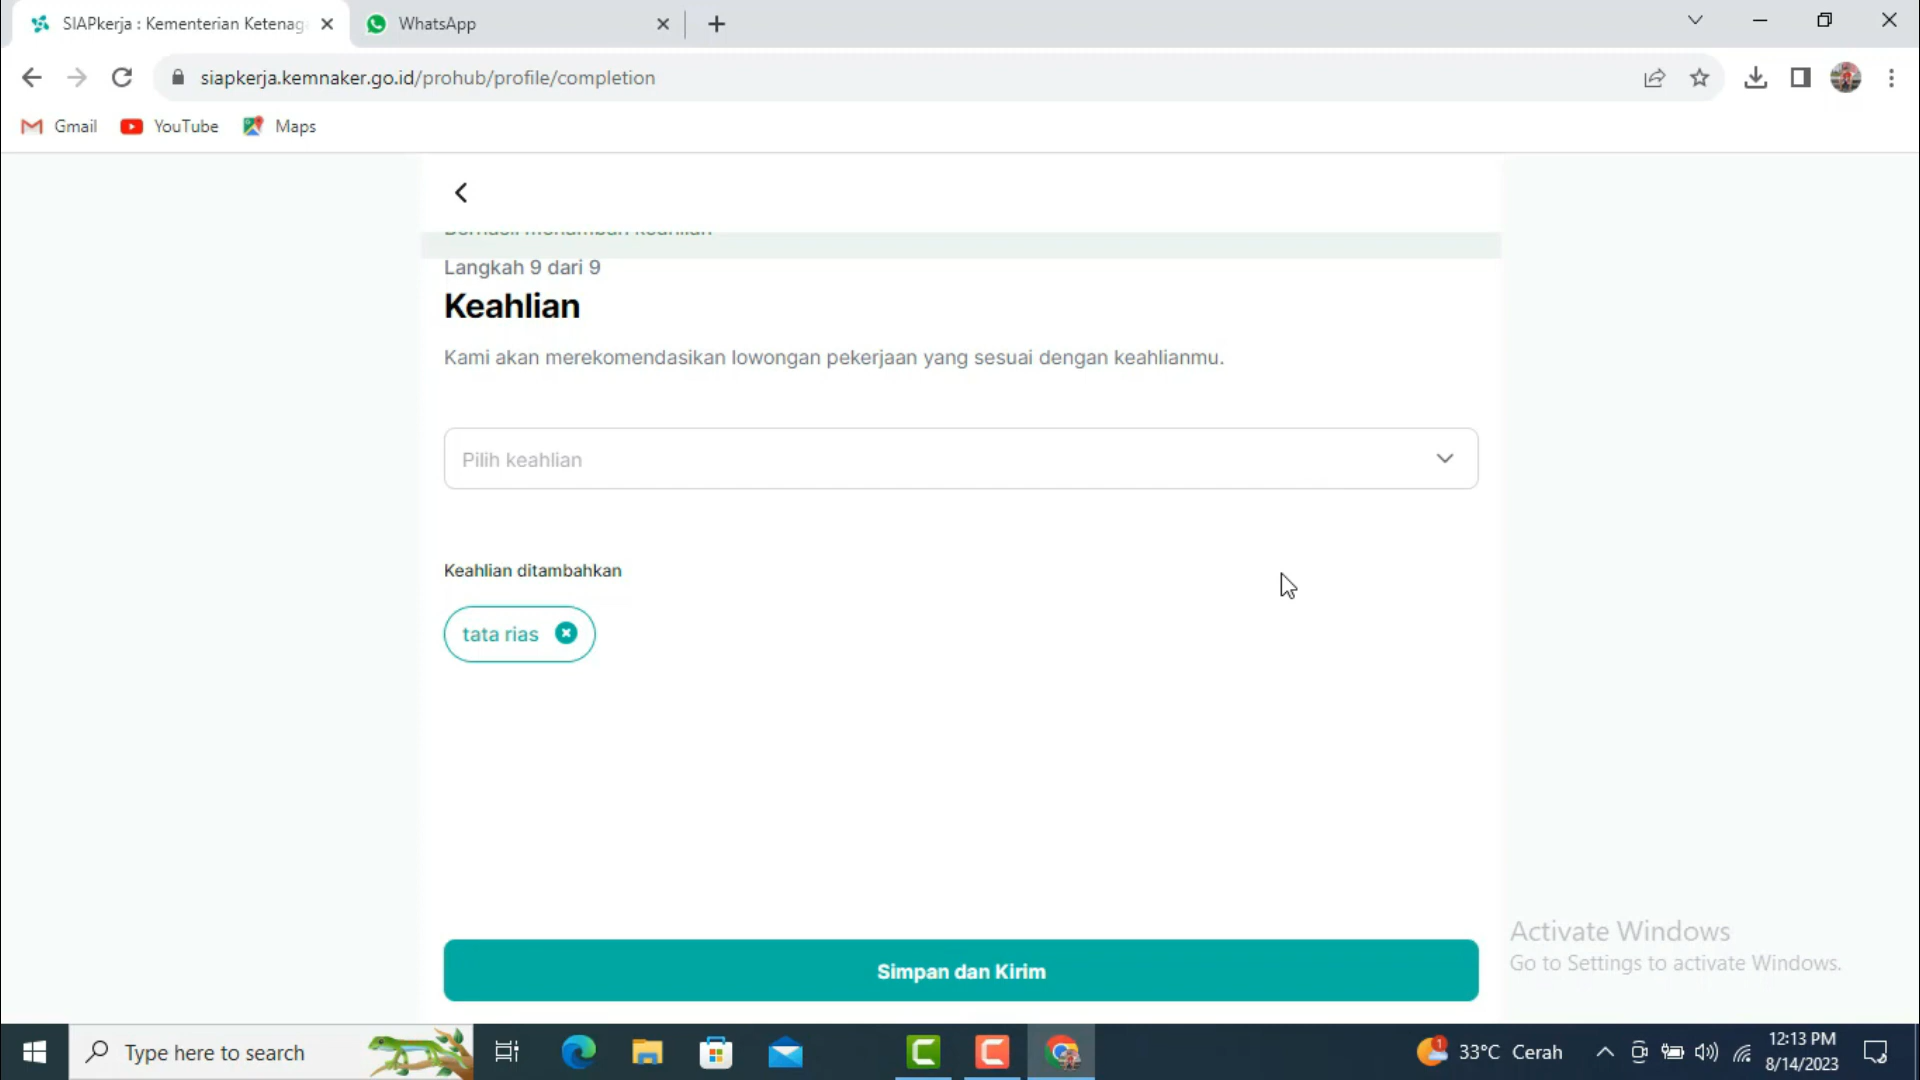 SIAPkerja : Kementerian Ketenag
WhatsApp
siapkerja.kemnaker.go.id/prohub/profile/completion
Gmail
YouTube
Maps
Langkah 9 dari 9
Keahlian
Kami akan merekomendasikan lowongan pekerjaan yang sesuai dengan keahlianmu.
Pilih keahlian
Keahlian ditambahkan
tata rias
Simpan dan Kirim
Activate Windows
Go to Settings to activate Windows.
Type here to search
1
33°C Cerah
12:13 PM
8/14/2023